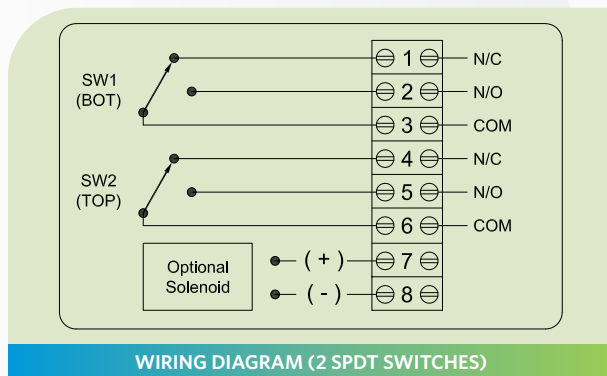 SW1
(BOT)
1 N/C
2 N/O
3 COM
SW2
(TOP)
4 N/C
5 N/O
6 COM
Optional
Solenoid
( + ) 7
( - ) 8
WIRING DIAGRAM (2 SPDT SWITCHES)